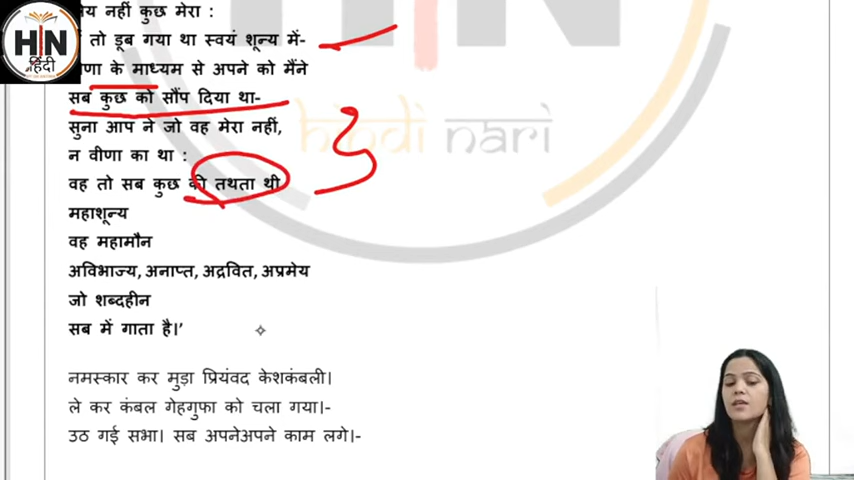 नहीं कुछ मेरा :
तो डूब गया था स्वयं शून्य में-
के माध्यम से अपने को मैंने
सब कुछ को सौंप दिया था-
सुना आप ने जो वह मेरा नहीं,
न वीणा का था :
वह तो सब कुछ की तथता थी
महाशून्य
वह महामौन
अविभाज्य, अनाप्त, अद्रवित, अप्रमेय
जो शब्दहीन
सब में गाता है।’
नमस्कार कर मुड़ा प्रियंवद केशकंबली।
ले कर कंबल गेहगुफा को चला गया।-
उठ गई सभा। सब अपनेअपने काम लगे।-
HIN
हिंदी
hindi nari